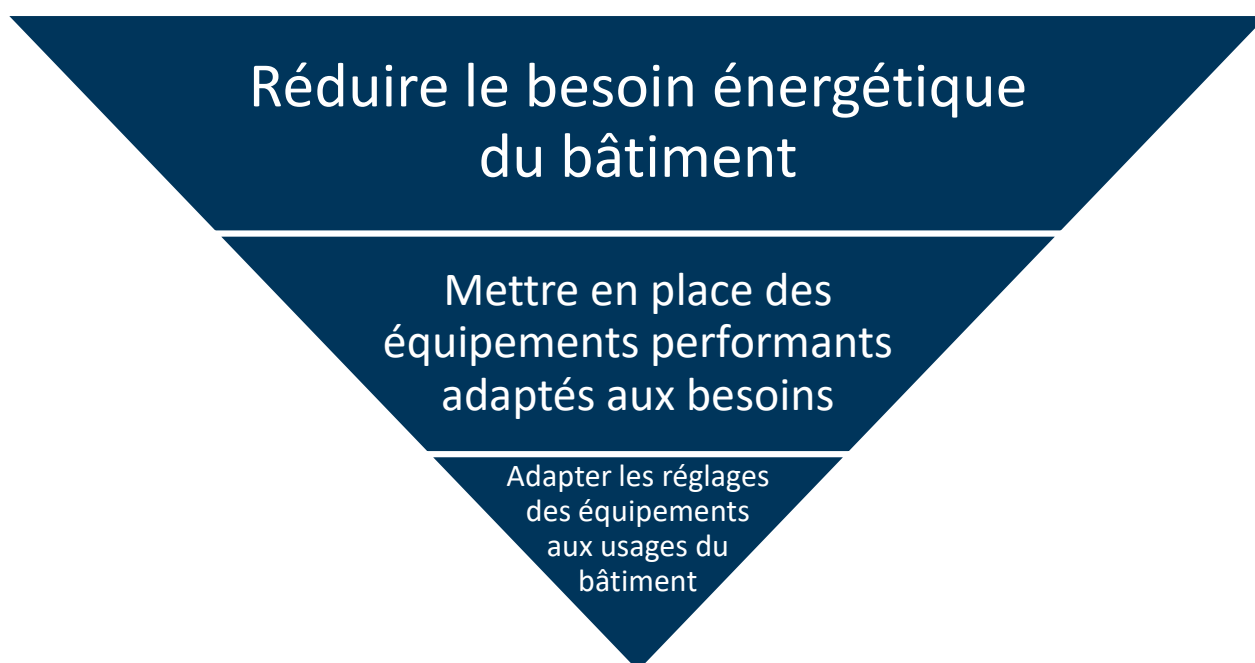 Réduire le besoin énergétique
du bâtiment
Mettre en place des
équipements performants
adaptés aux besoins
Adapter les réglages
des équipements
aux usages du
bâtiment